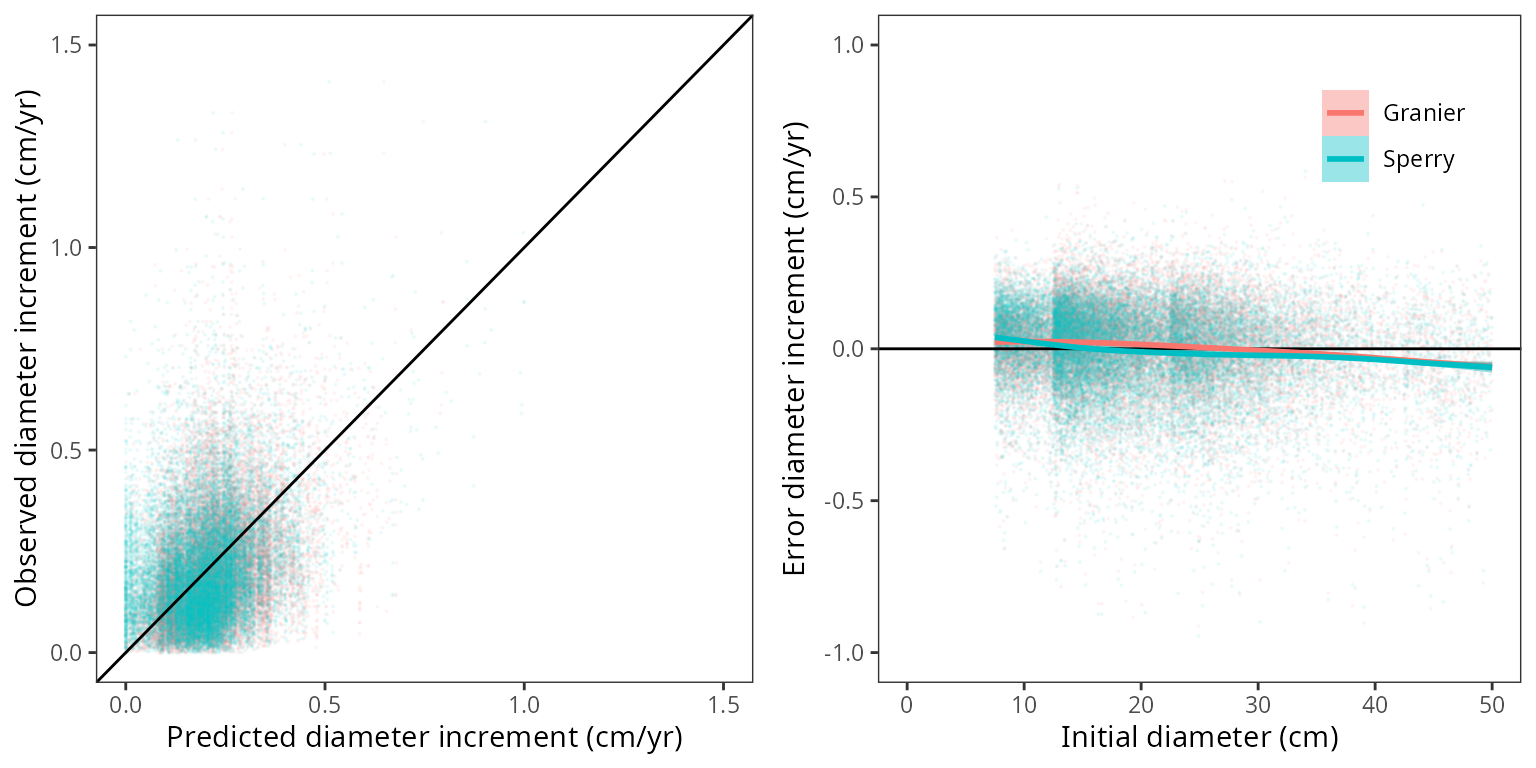 Observed diameter increment (cm/yr)
1.5
1.0
0.5
0.0
0.0 0.5 1.0 1.5
Predicted diameter increment (cm/yr)
Error diameter increment (cm/yr)
1.0
0.5
0.0
-0.5
-1.0
Granier
Sperry
0 10 20 30 40 50
Initial diameter (cm)